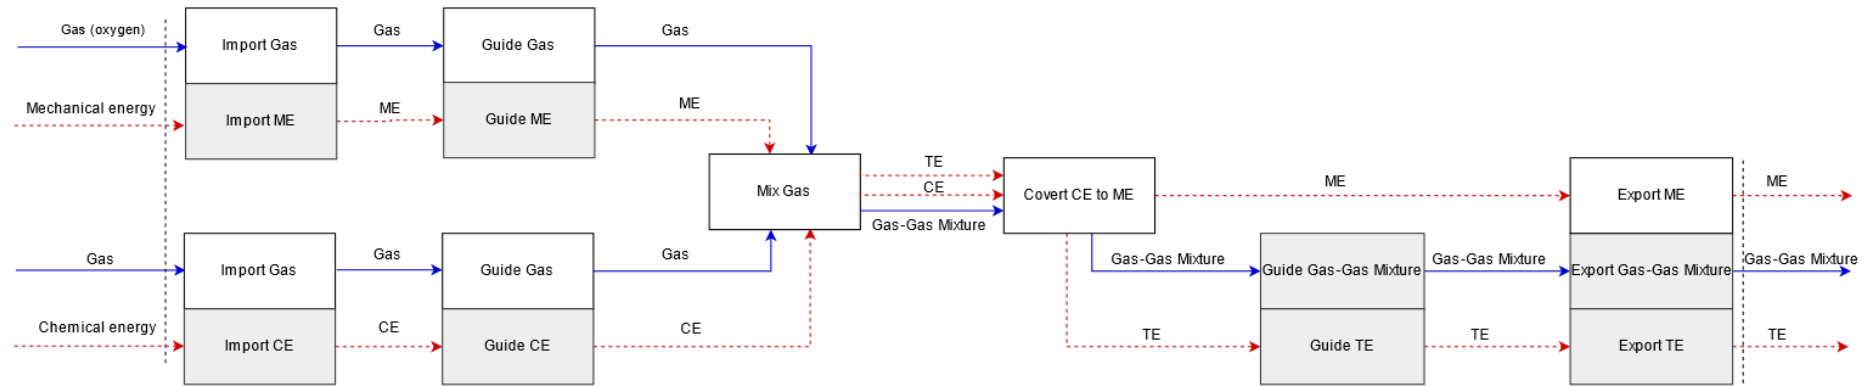 Gas (oxygen)
Import Gas
Gas
Guide Gas
Gas
Mechanical energy
Import ME
ME
Guide ME
ME
Mix Gas
TE
CE
Gas-Gas Mixture
Covert CE to ME
ME
Export ME
ME
Gas
Import Gas
Gas
Guide Gas
Gas
Gas-Gas Mixture
Guide Gas-Gas Mixture
Gas-Gas Mixture
Export Gas-Gas Mixture
Gas-Gas Mixture
Chemical energy
Import CE
CE
Guide CE
CE
TE
Guide TE
TE
Export TE
TE